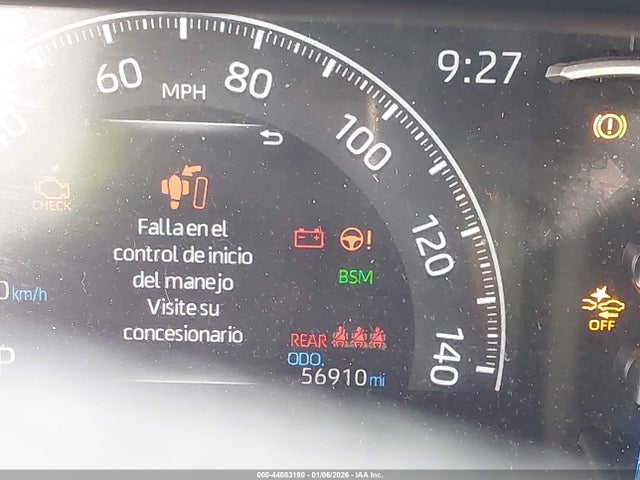 60
MPH
80
9:27
100
CHECK
Falla en el
control de inicio
del manejo
Visite su
concesionario
120
BSM
0 km/h
OFF
REAR
ODO.
P
56910 mi
140
000-44083190 - 01/06/2026 - IAA Inc.